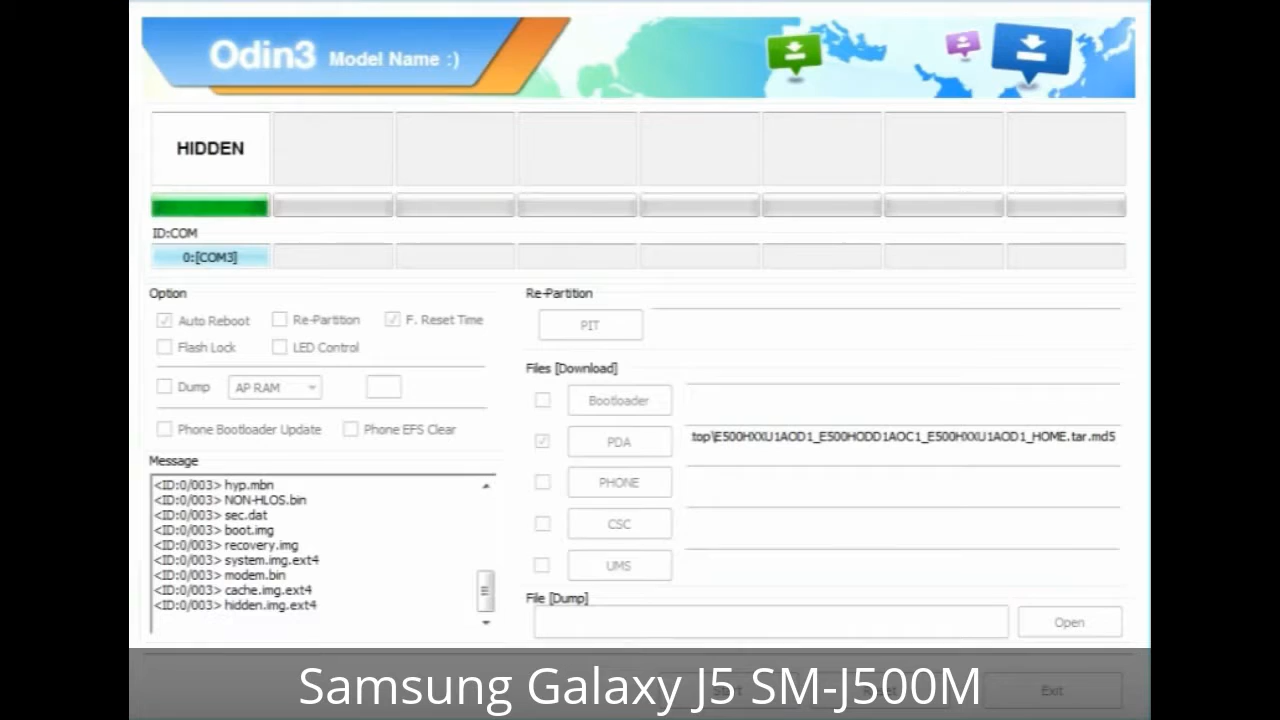 Odin3 Model Name :)
HIDDEN
ID:COM
0:[COM3]
Option
Auto Reboot Re-Partition F. Reset Time
Flash Lock LED Control
Dump AP RAM
Phone Bootloader Update Phone EFS Clear
Message
<ID:0/003> hyp.mbn
<ID:0/003> NON-HLOS.bin
<ID:0/003> sec.dat
<ID:0/003> boot.img
<ID:0/003> recovery.img
<ID:0/003> system.img.ext4
<ID:0/003> modem.bin
<ID:0/003> cache.img.ext4
<ID:0/003> hidden.img.ext4
Re-Partition
PIT
Files [Download]
Bootloader
PDA top\E500HXXU1AOD1_E500HODD1AOC1_E500HXXU1AOD1_HOME.tar.md5
PHONE
CSC
UMS
File [Dump]
Open
Start Reset Exit
Samsung Galaxy J5 SM-J500M